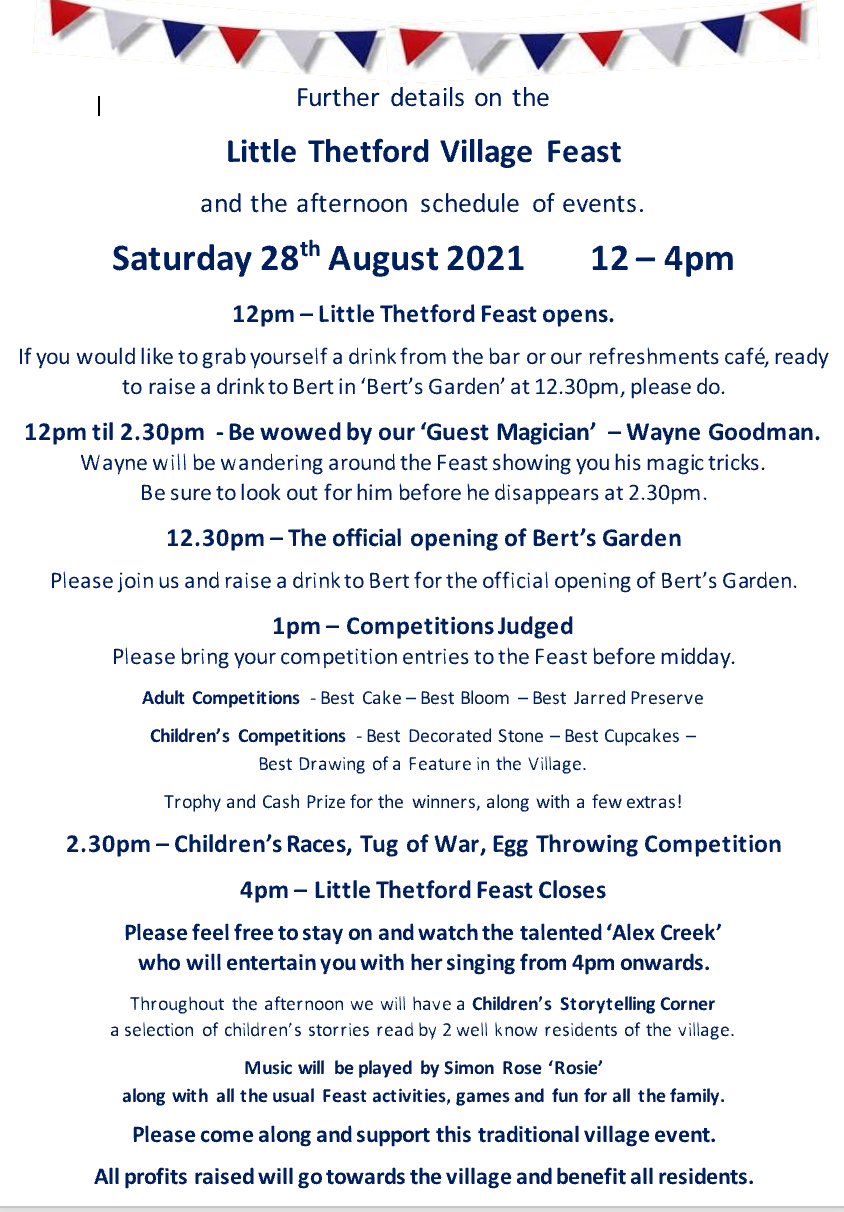 Further details on the
Little Thetford Village Feast
and the afternoon schedule of events.
Saturday 28th August 2021 12 – 4pm
12pm – Little Thetford Feast opens.
If you would like to grab yourself a drink from the bar or our refreshments café, ready
to raise a drink to Bert in ‘Bert’s Garden’ at 12.30pm, please do.
12pm til 2.30pm - Be wowed by our ‘Guest Magician’ – Wayne Goodman.
Wayne will be wandering around the Feast showing you his magic tricks.
Be sure to look out for him before he disappears at 2.30pm.
12.30pm – The official opening of Bert’s Garden
Please join us and raise a drink to Bert for the official opening of Bert’s Garden.
1pm – Competitions Judged
Please bring your competition entries to the Feast before midday.
Adult Competitions - Best Cake – Best Bloom – Best Jarred Preserve
Children’s Competitions - Best Decorated Stone – Best Cupcakes –
Best Drawing of a Feature in the Village.
Trophy and Cash Prize for the winners, along with a few extras!
2.30pm – Children’s Races, Tug of War, Egg Throwing Competition
4pm – Little Thetford Feast Closes
Please feel free to stay on and watch the talented ‘Alex Creek’
who will entertain you with her singing from 4pm onwards.
Throughout the afternoon we will have a Children’s Storytelling Corner
a selection of children’s storries read by 2 well know residents of the village.
Music will be played by Simon Rose ‘Rosie’
along with all the usual Feast activities, games and fun for all the family.
Please come along and support this traditional village event.
All profits raised will go towards the village and benefit all residents.